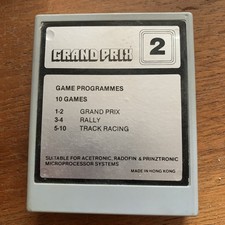 GRAND PRIX 2
GAME PROGRAMMES
10 GAMES
1-2 GRAND PRIX
3-4 RALLY
5-10 TRACK RACING
SUITABLE FOR ACETRONIC, RADOFIN & PRINZTRONIC
MICROPROCESSOR SYSTEMS
MADE IN HONG KONG